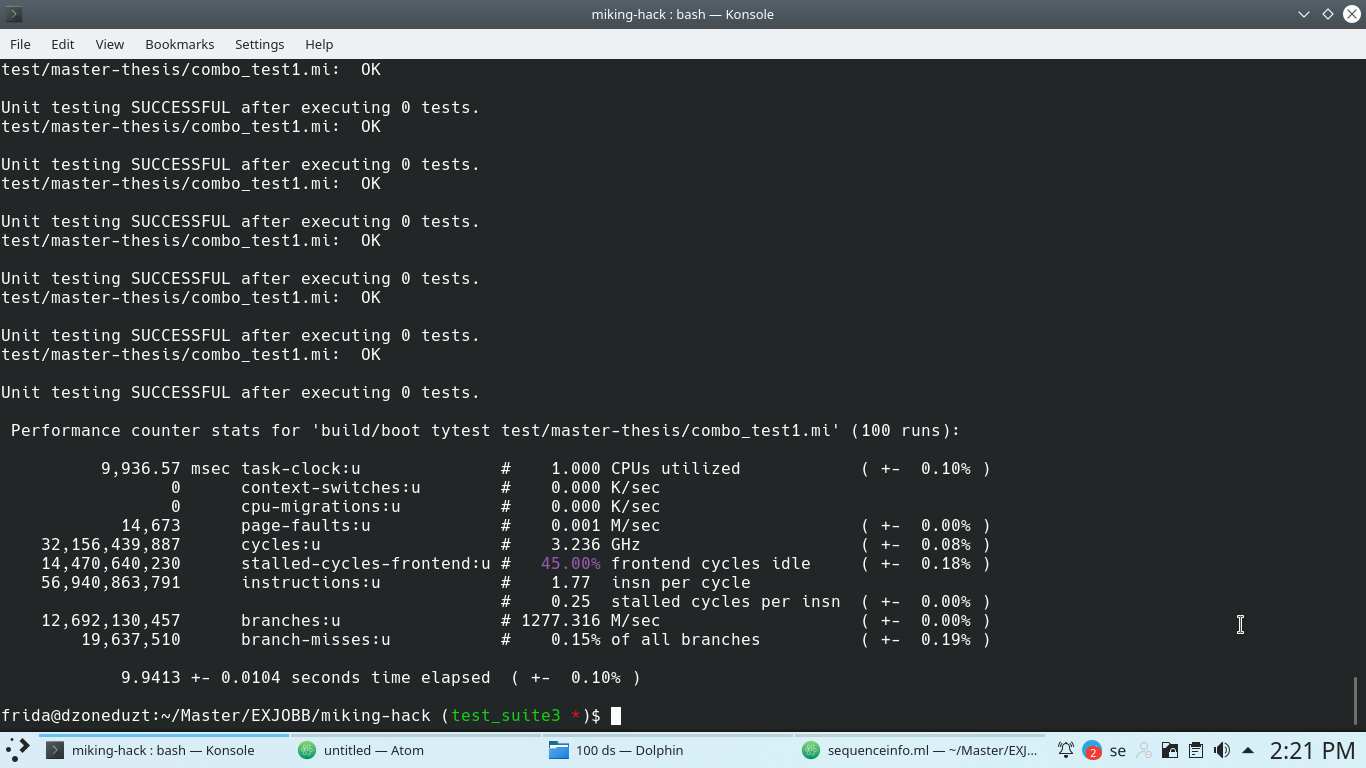 miking-hack : bash — Konsole
File Edit View Bookmarks Settings Help
test/master-thesis/combo_test1.mi:  OK
Unit testing SUCCESSFUL after executing 0 tests.
test/master-thesis/combo_test1.mi:  OK
Unit testing SUCCESSFUL after executing 0 tests.
test/master-thesis/combo_test1.mi:  OK
Unit testing SUCCESSFUL after executing 0 tests.
test/master-thesis/combo_test1.mi:  OK
Unit testing SUCCESSFUL after executing 0 tests.
test/master-thesis/combo_test1.mi:  OK
Unit testing SUCCESSFUL after executing 0 tests.
test/master-thesis/combo_test1.mi:  OK
Unit testing SUCCESSFUL after executing 0 tests.
Performance counter stats for 'build/boot tytest test/master-thesis/combo_test1.mi' (100 runs):
9,936.57 msec task-clock:u # 1.000 CPUs utilized ( +- 0.10% )
0 context-switches:u # 0.000 K/sec
0 cpu-migrations:u # 0.000 K/sec
14,673 page-faults:u # 0.001 M/sec ( +- 0.00% )
32,156,439,887 cycles:u # 3.236 GHz ( +- 0.08% )
14,470,640,230 stalled-cycles-frontend:u # 45.00% frontend cycles idle ( +- 0.18% )
56,940,863,791 instructions:u # 1.77 insn per cycle
# 0.25 stalled cycles per insn ( +- 0.00% )
12,692,130,457 branches:u # 1277.316 M/sec ( +- 0.00% )
19,637,510 branch-misses:u # 0.15% of all branches ( +- 0.19% )
9.9413 +- 0.0104 seconds time elapsed ( +- 0.10% )
frida@dzoneduzt:~/Master/EXJOBB/miking-hack (test_suite3 *)$
miking-hack : bash — Konsole untitled — Atom 100 ds — Dolphin sequenceinfo.ml — ~/Master/EXJ... 2 se 2:21 PM